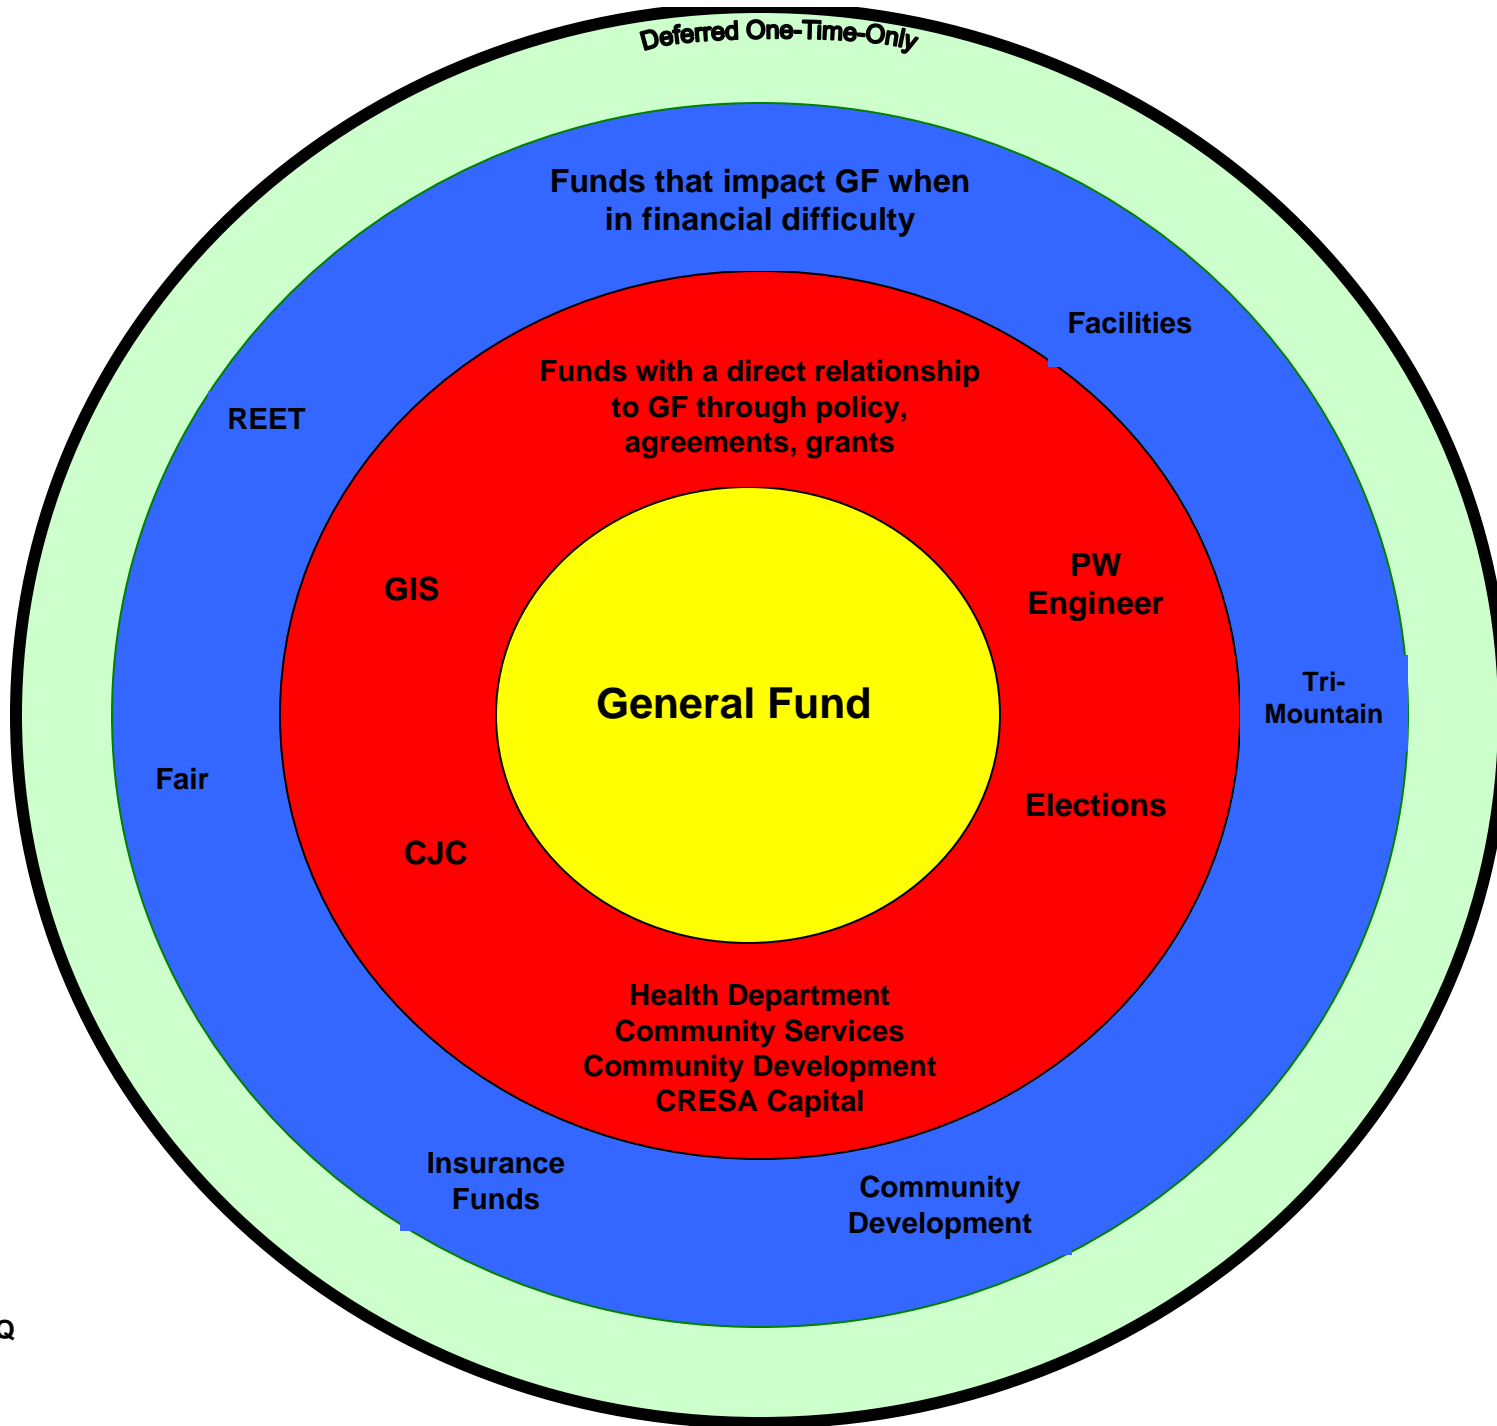 Deferred One-Time-Only
Funds that impact GF when
in financial difficulty
Facilities
Funds with a direct relationship
to GF through policy,
agreements, grants
REET
PW
Engineer
GIS
General Fund
Tri-
Mountain
Fair
Elections
CJC
Health Department
Community Services
Community Development
CRESA Capital
Insurance
Funds
Community
Development
Q